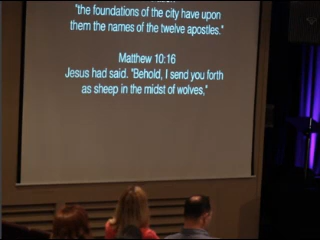 "the foundations of the city have upon
them the names of the twelve apostles."
Matthew 10:16
Jesus had said. "Behold, I send you forth
as sheep in the midst of wolves,"